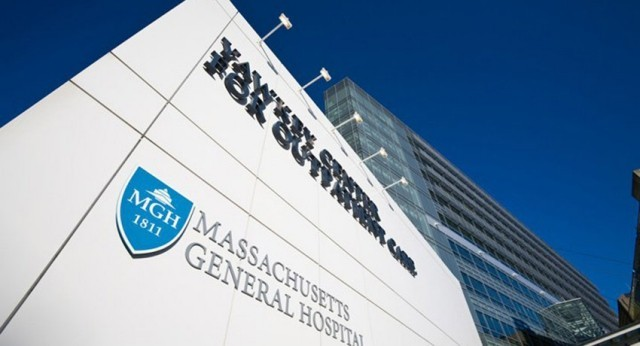 YAWKEY CENTER
FOR OUTPATIENT CARE
MGH
1811
MASSACHUSETTS
GENERAL HOSPITAL